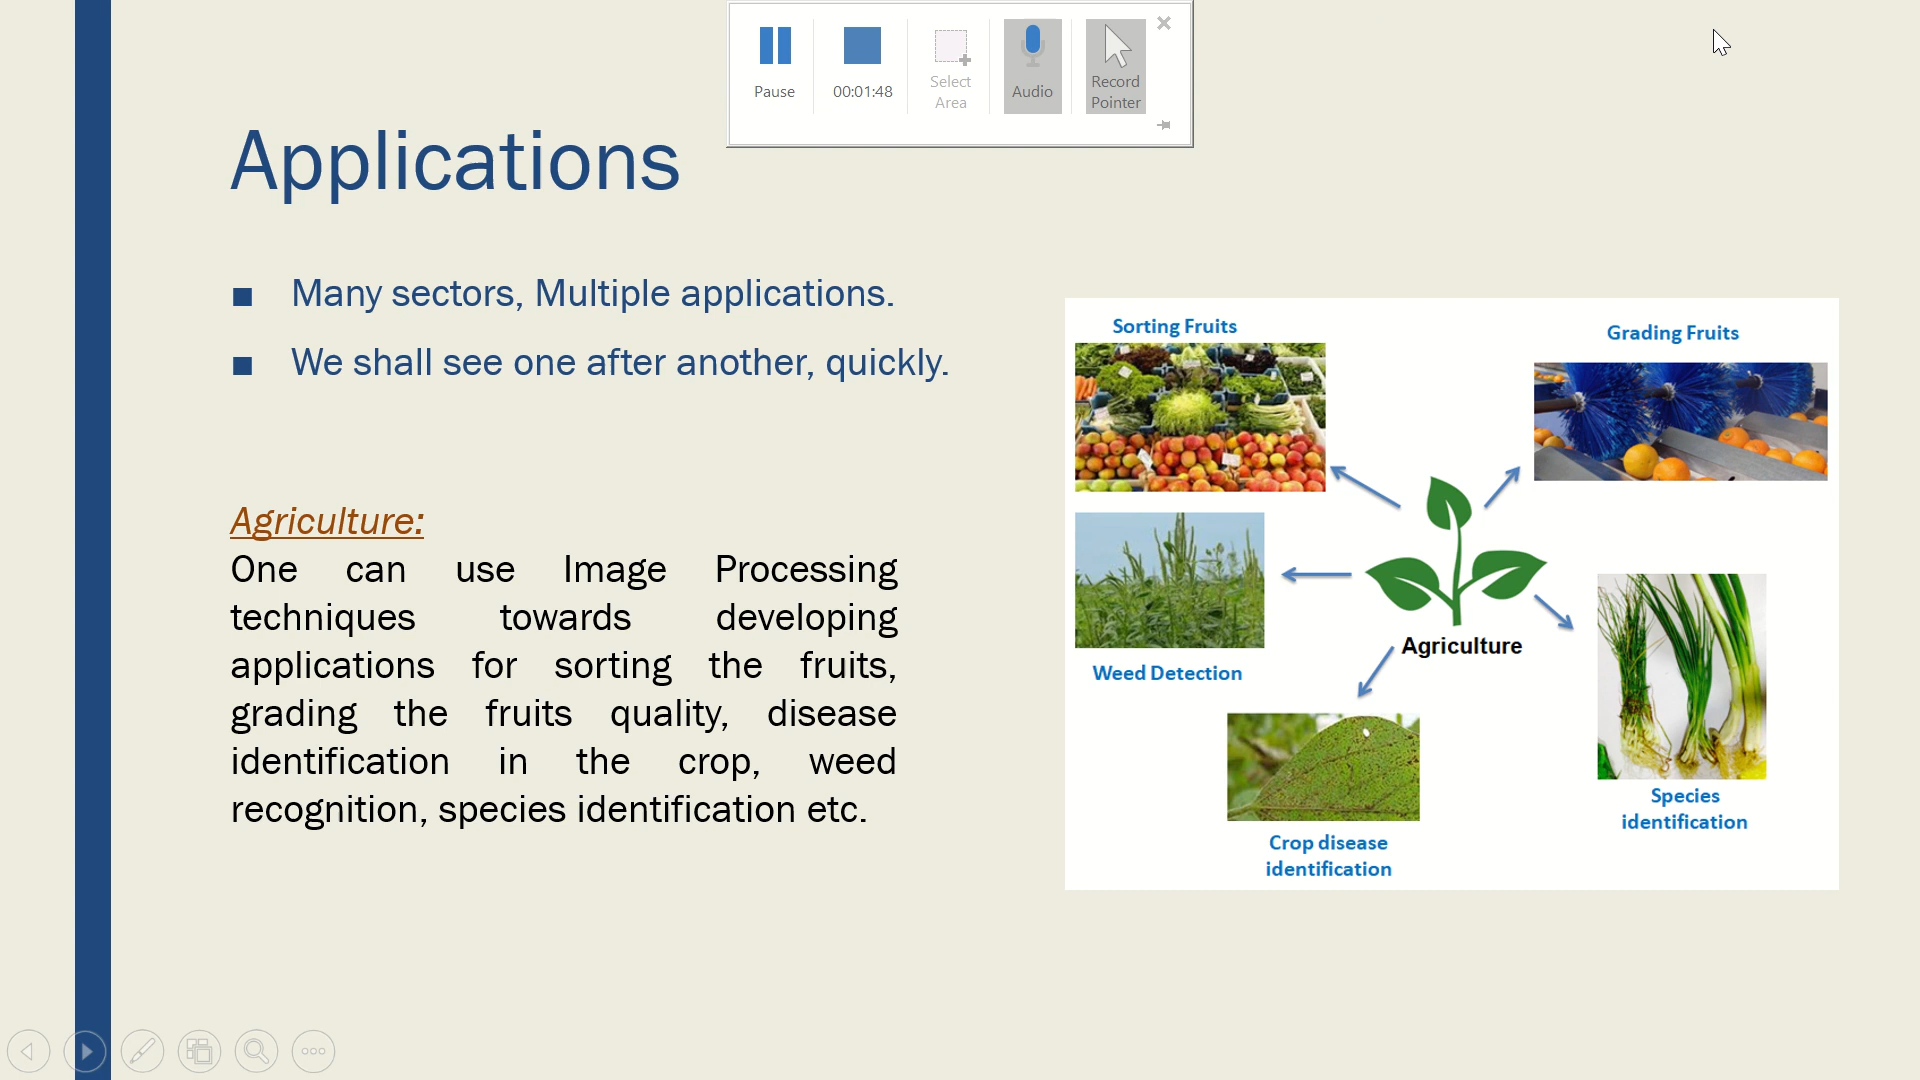 Pause
00:01:48
Select
Area
Audio
Record
Pointer
Applications
■ Many sectors, Multiple applications.
■ We shall see one after another, quickly.
Agriculture:
One can use Image Processing
techniques towards developing
applications for sorting the fruits,
grading the fruits quality, disease
identification in the crop, weed
recognition, species identification etc.
Sorting Fruits
Grading Fruits
Agriculture
Weed Detection
Species
identification
Crop disease
identification